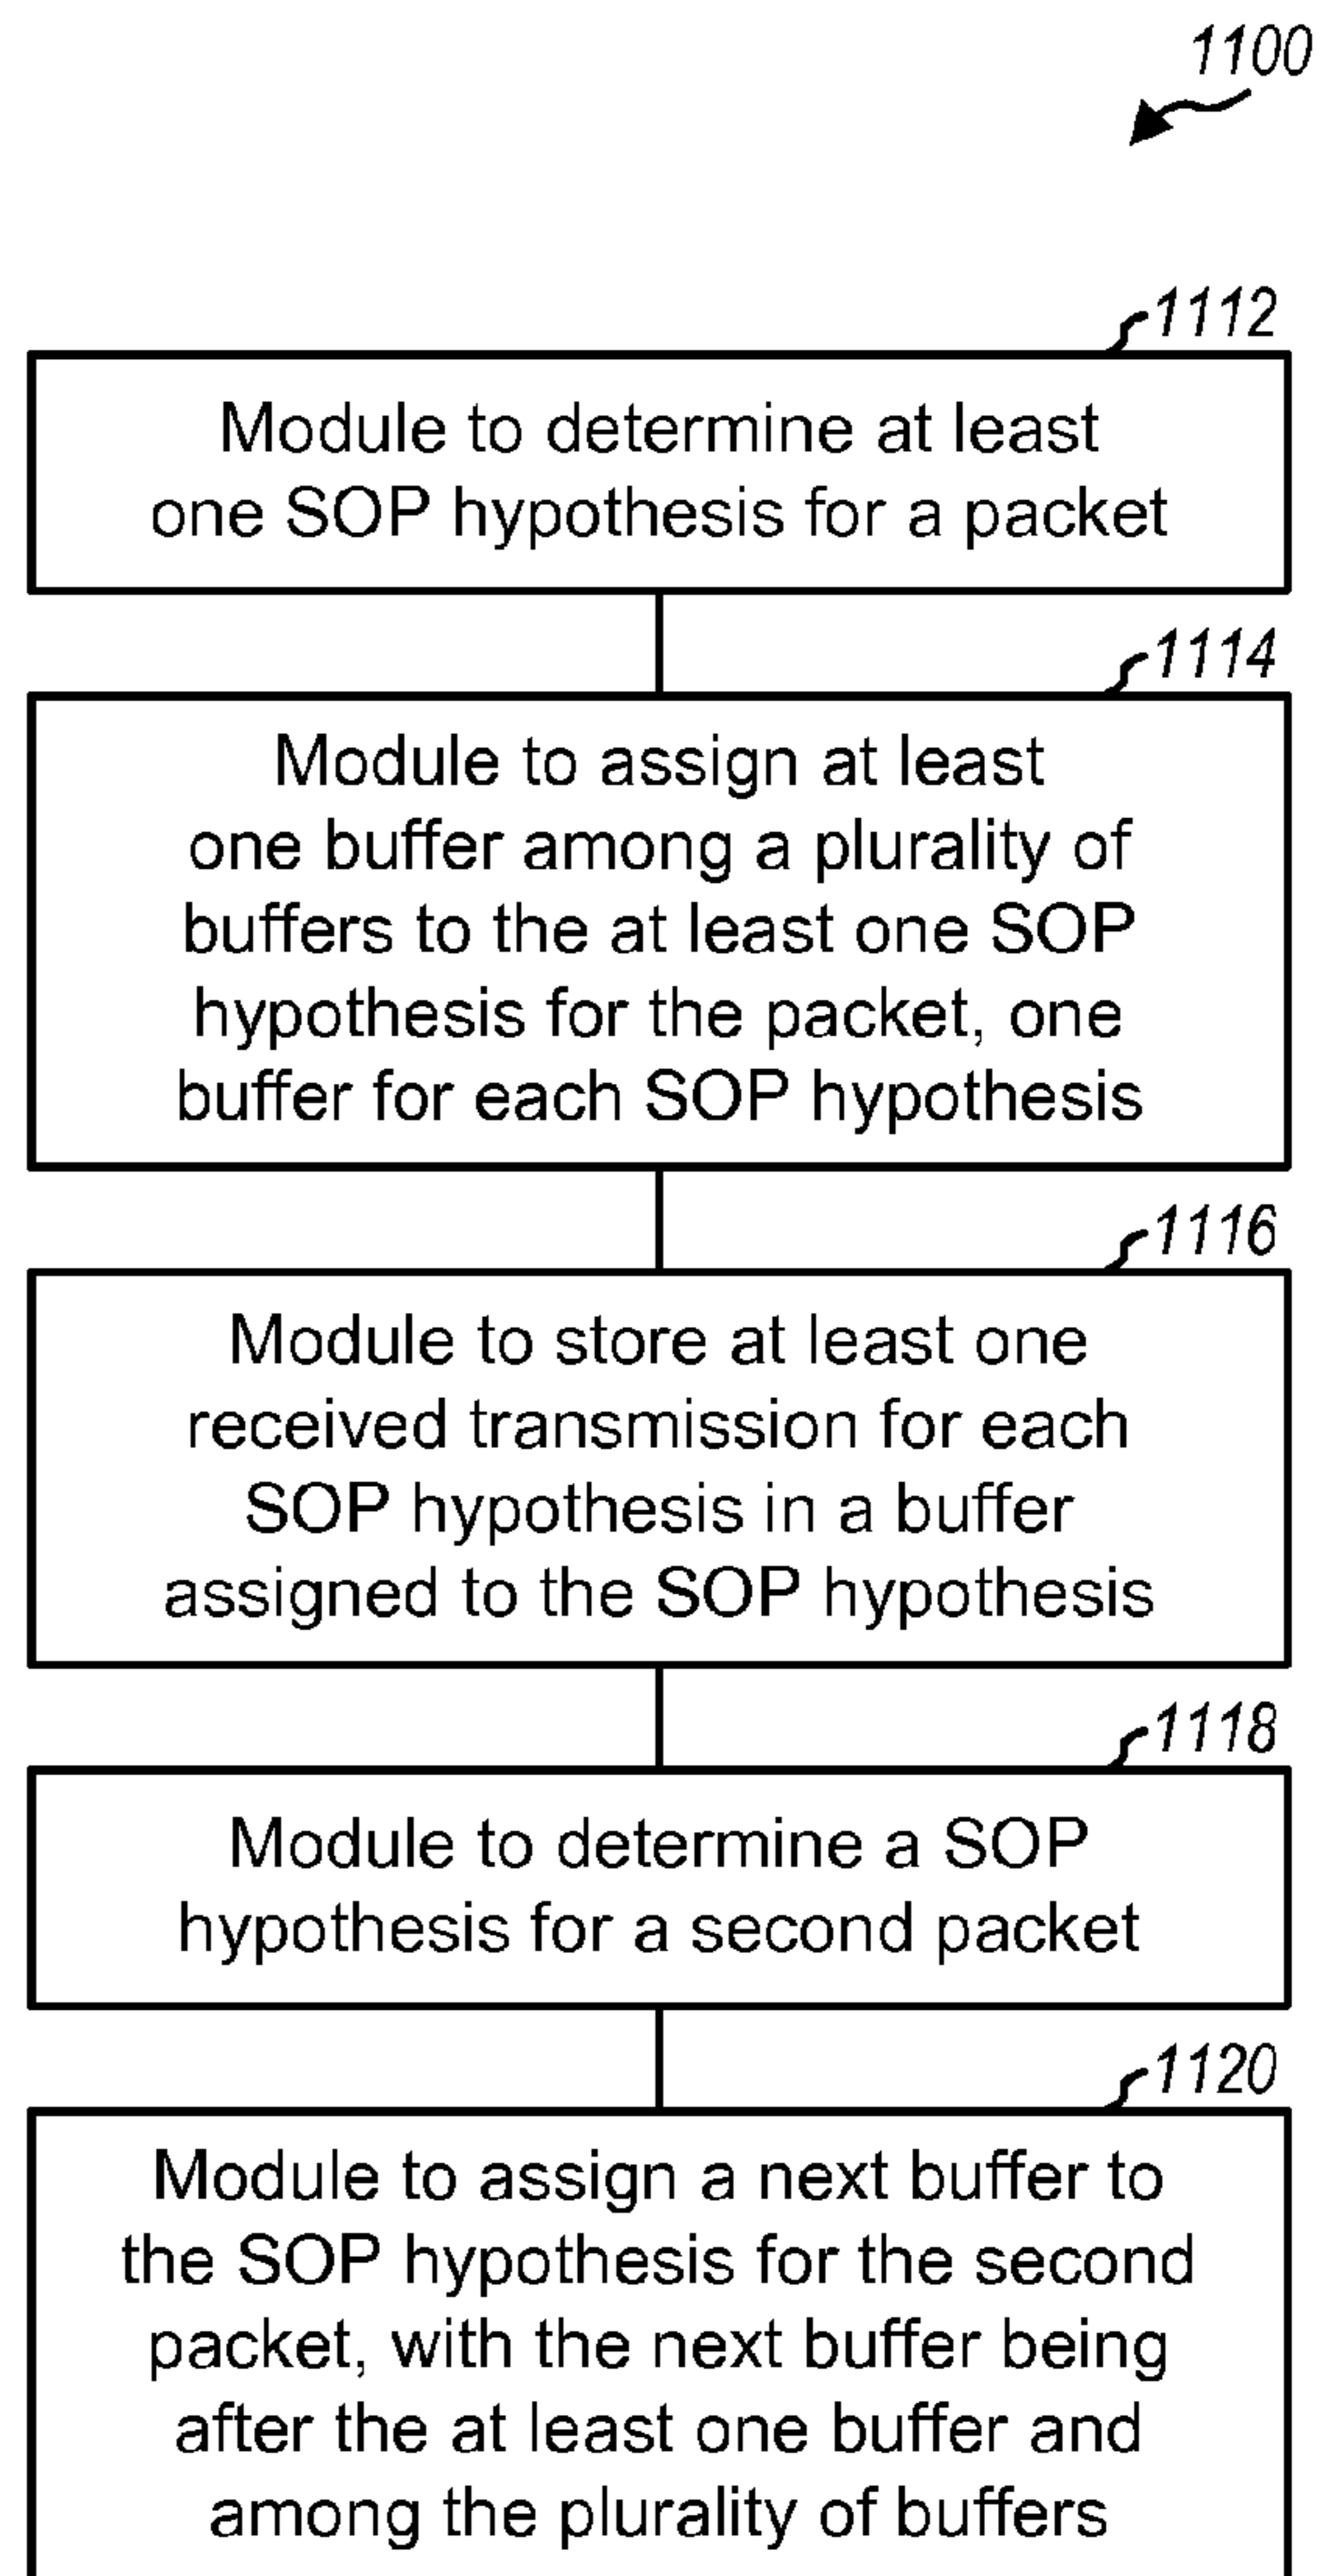 1100
1112
Module to determine at least
one SOP hypothesis for a packet
1114
Module to assign at least
one buffer among a plurality of
buffers to the at least one SOP
hypothesis for the packet, one
buffer for each SOP hypothesis
1116
Module to store at least one
received transmission for each
SOP hypothesis in a buffer
assigned to the SOP hypothesis
1118
Module to determine a SOP
hypothesis for a second packet
1120
Module to assign a next buffer to
the SOP hypothesis for the second
packet, with the next buffer being
after the at least one buffer and
among the plurality of buffers